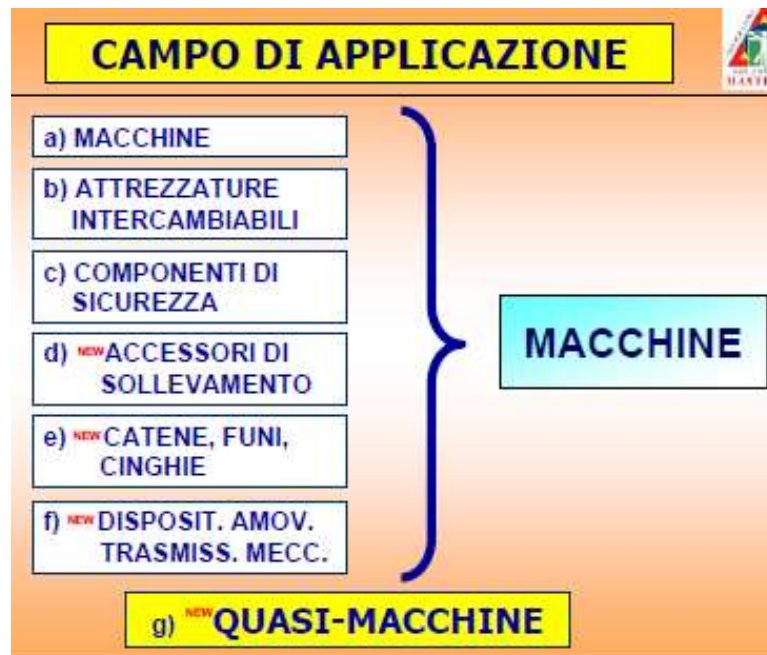 CAMPO DI APPLICAZIONE
a) MACCHINE
b) ATTREZZATURE
INTERCAMBIABILI
c) COMPONENTI DI
SICUREZZA
d) NEW ACCESSORI DI
SOLLEVAMENTO
e) NEW CATENE, FUNI,
CINGHIE
f) NEW DISPOSIT. AMOV.
TRASMISS. MECC.
MACCHINE
g) NEW QUASI-MACCHINE